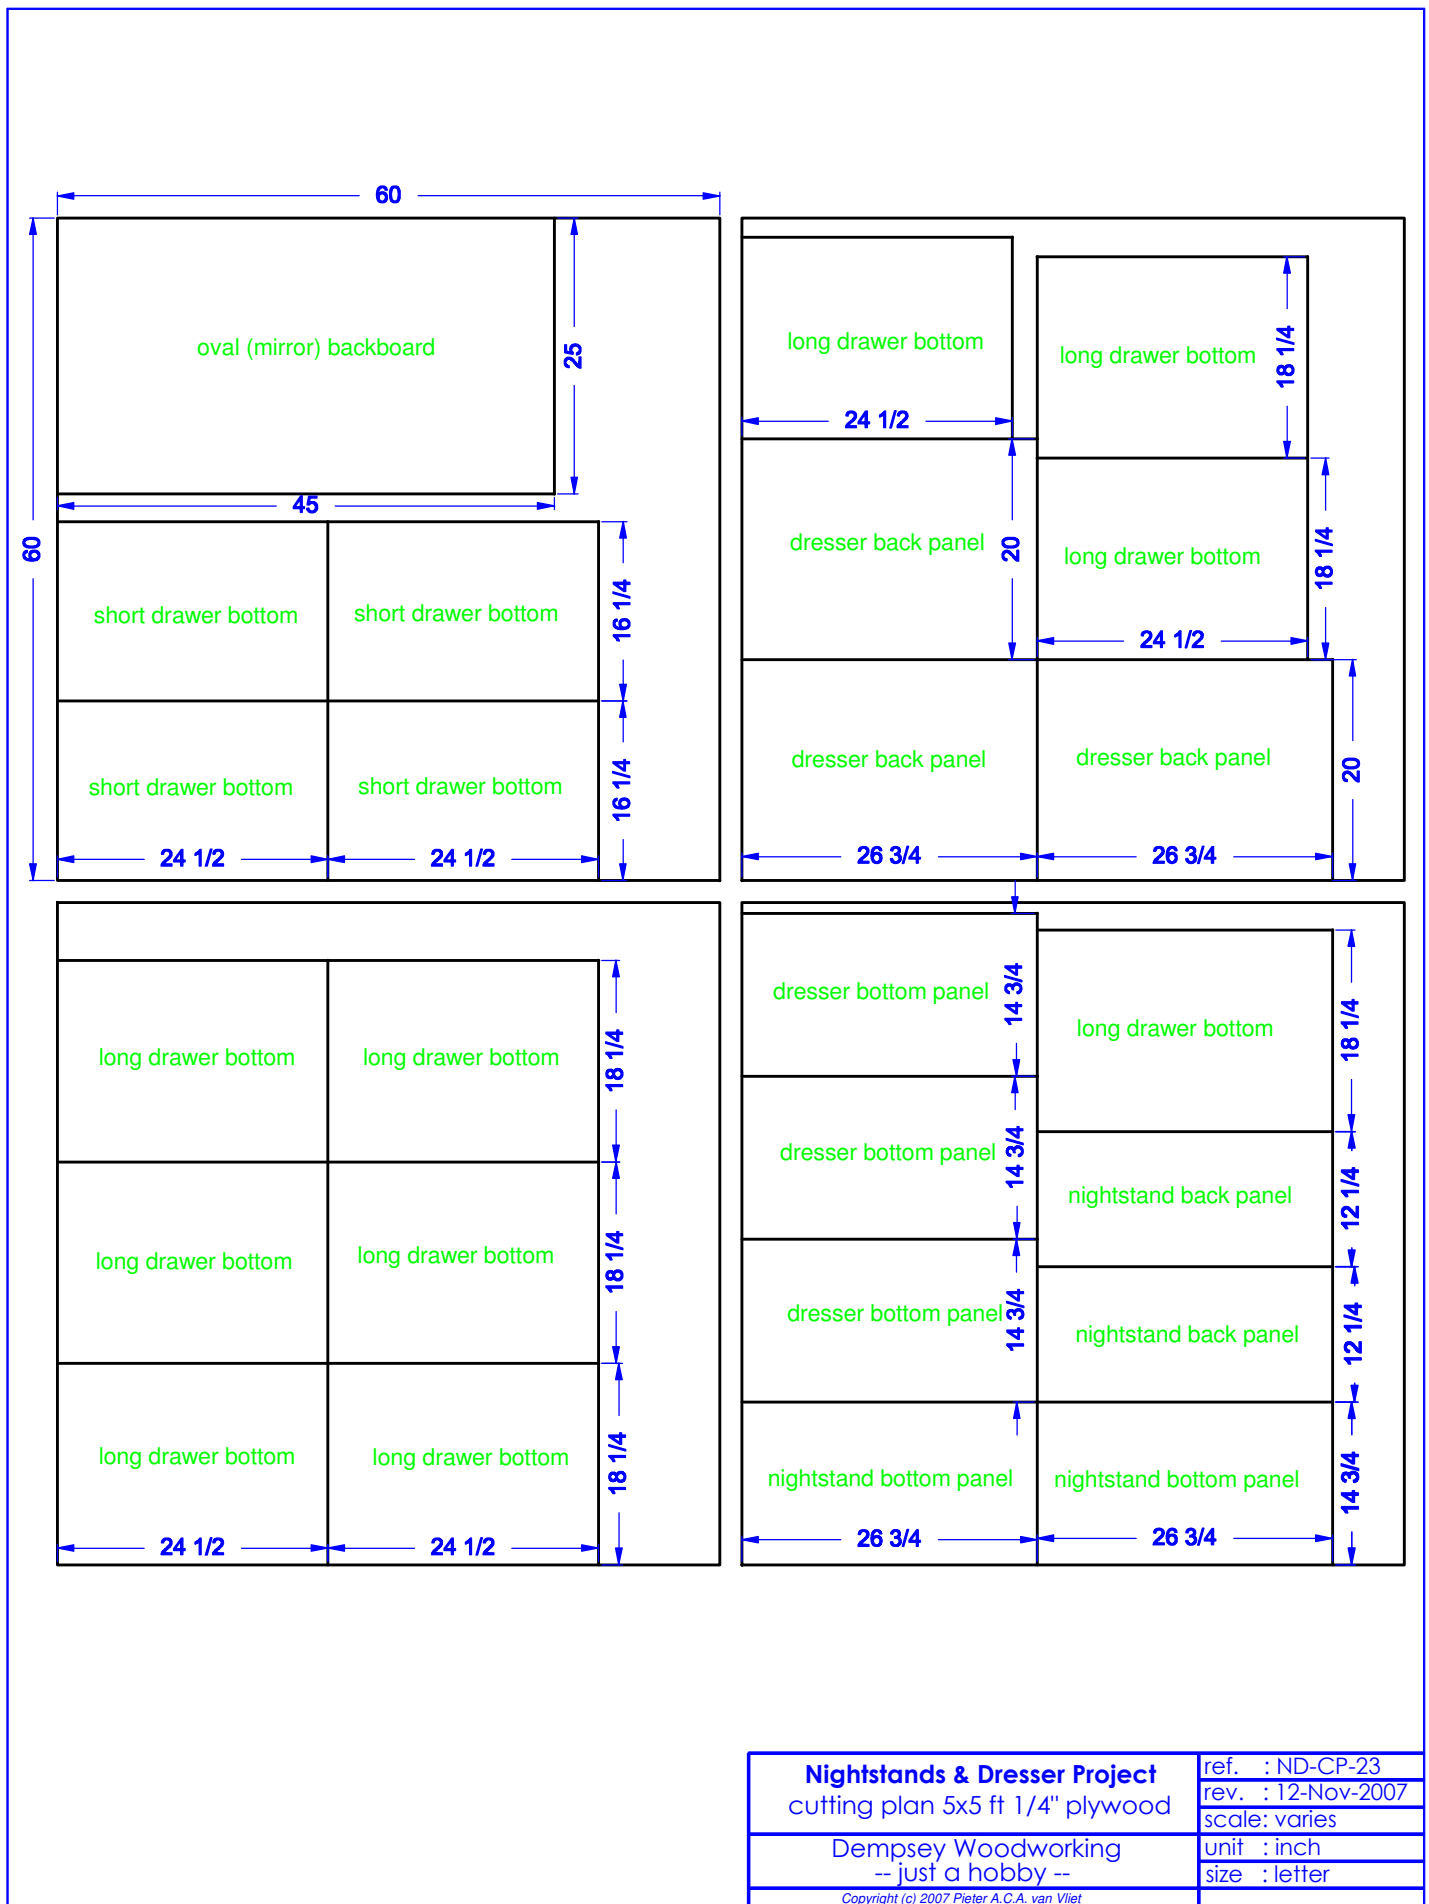 60
60
oval (mirror) backboard
25
45
short drawer bottom
short drawer bottom
16 1/4
short drawer bottom
short drawer bottom
16 1/4
24 1/2
24 1/2
long drawer bottom
24 1/2
long drawer bottom
18 1/4
dresser back panel
20
long drawer bottom
18 1/4
24 1/2
dresser back panel
dresser back panel
20
26 3/4
26 3/4
long drawer bottom
long drawer bottom
18 1/4
long drawer bottom
long drawer bottom
18 1/4
long drawer bottom
long drawer bottom
18 1/4
24 1/2
24 1/2
dresser bottom panel
14 3/4
long drawer bottom
18 1/4
dresser bottom panel
14 3/4
nightstand back panel
12 1/4
dresser bottom panel
14 3/4
nightstand back panel
12 1/4
nightstand bottom panel
nightstand bottom panel
14 3/4
26 3/4
26 3/4
Nightstands & Dresser Project
cutting plan 5x5 ft 1/4" plywood
Dempsey Woodworking
-- just a hobby --
Copyright (c) 2007 Pieter A.C.A. van Vliet
ref. : ND-CP-23
rev. : 12-Nov-2007
scale: varies
unit : inch
size : letter